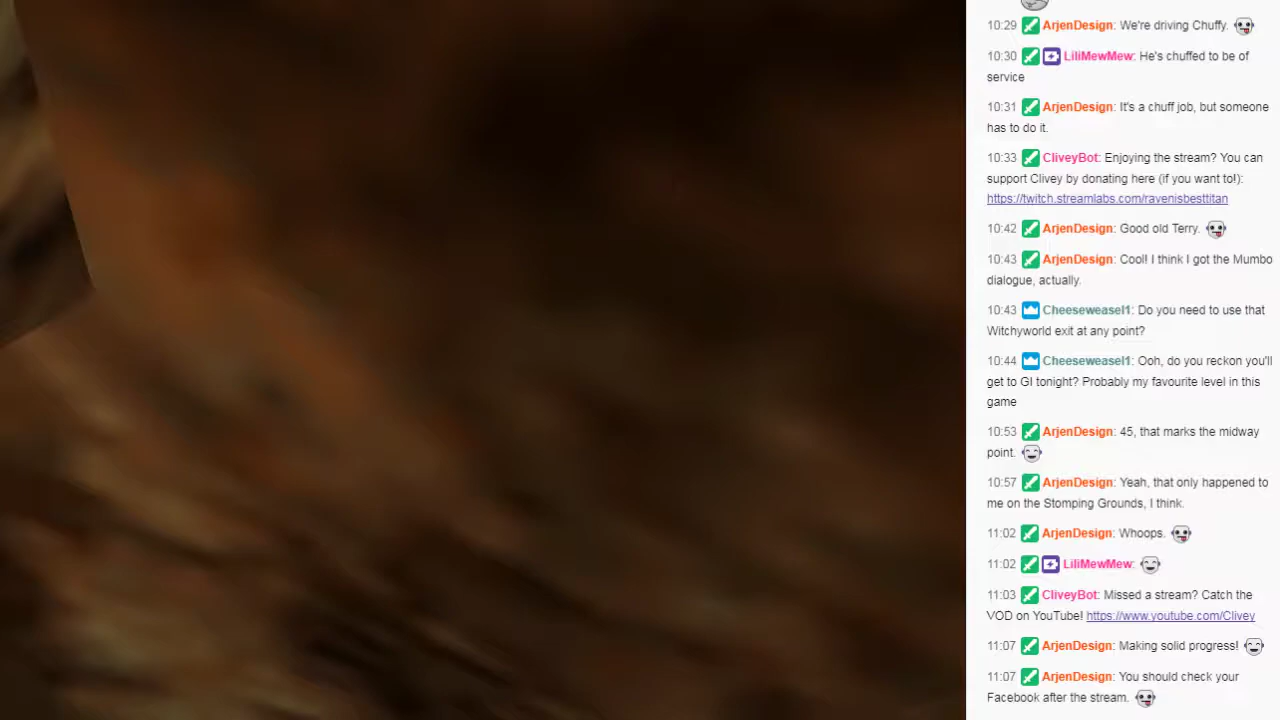 10:29 ArjenDesign: We're driving Chuffy.
10:30 LiliMewMew: He's chuffed to be of
service
10:31 ArjenDesign: It's a chuff job, but someone
has to do it.
10:33 CliveyBot: Enjoying the stream? You can
support Clivey by donating here (if you want to!):
https://twitch.streamlabs.com/ravenisbesttitan
10:42 ArjenDesign: Good old Terry.
10:43 ArjenDesign: Cool! I think I got the Mumbo
dialogue, actually.
10:43 Cheeseweasel1: Do you need to use that
Witchyworld exit at any point?
10:44 Cheeseweasel1: Ooh, do you reckon you'll
get to GI tonight? Probably my favourite level in this
game
10:53 ArjenDesign: 45, that marks the midway
point.
10:57 ArjenDesign: Yeah, that only happened to
me on the Stomping Grounds, I think.
11:02 ArjenDesign: Whoops.
11:02 LiliMewMew:
11:03 CliveyBot: Missed a stream? Catch the
VOD on YouTube! https://www.youtube.com/Clivey
11:07 ArjenDesign: Making solid progress!
11:07 ArjenDesign: You should check your
Facebook after the stream.